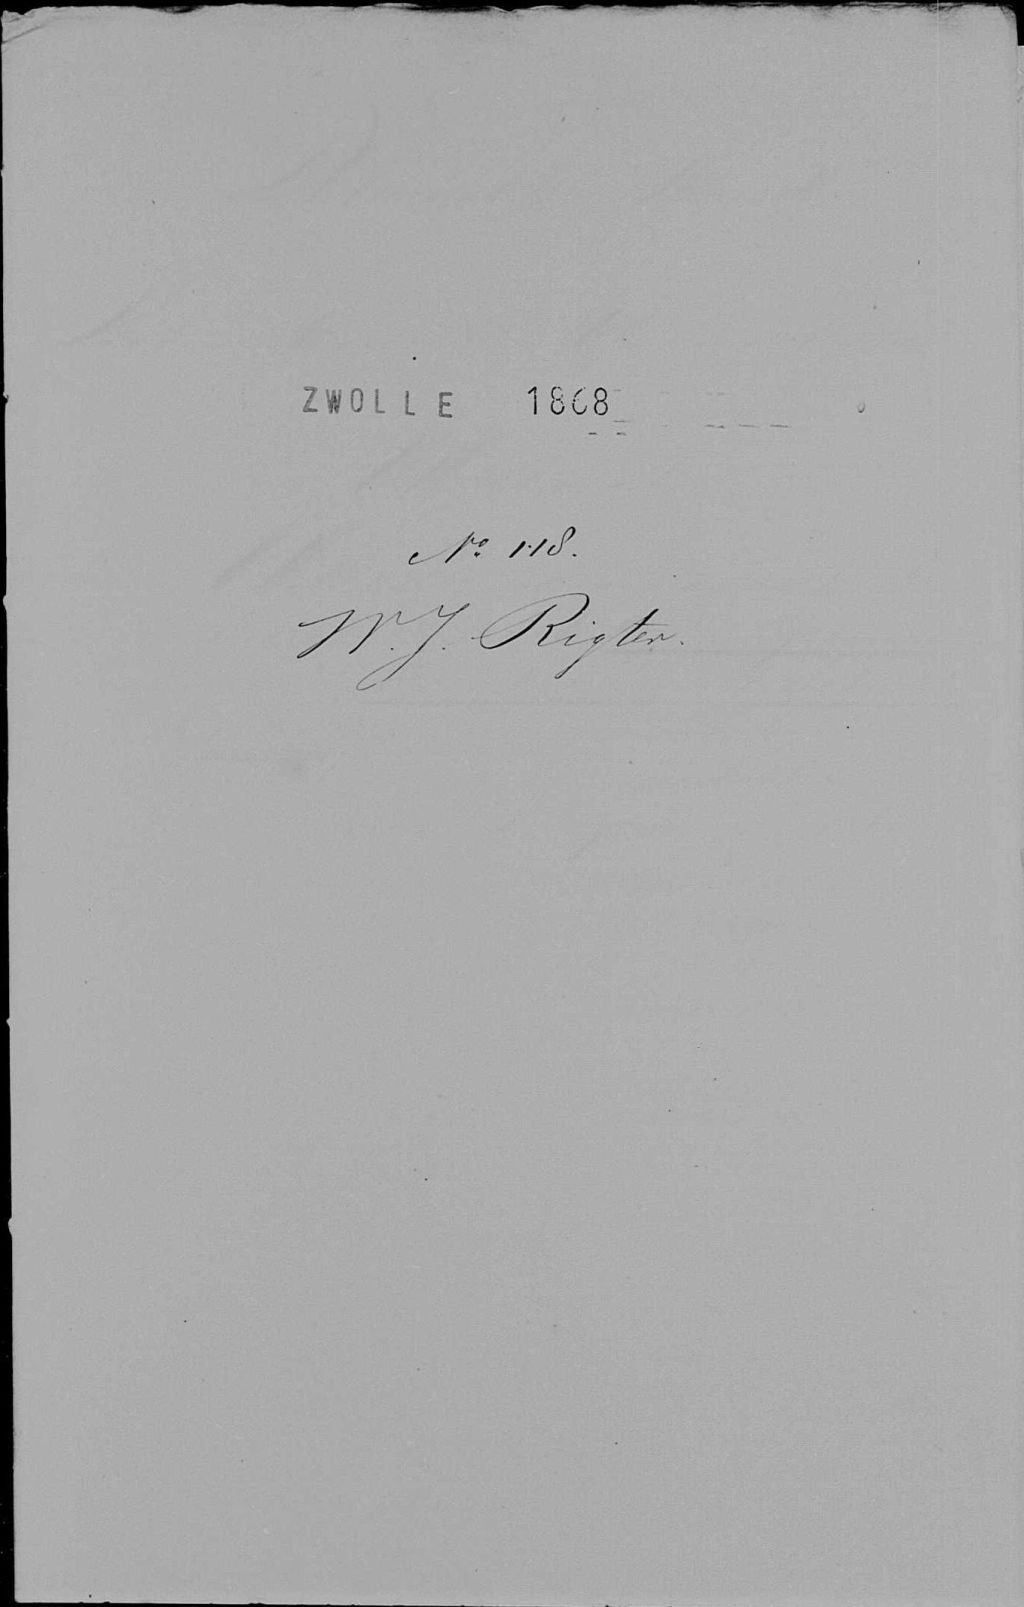 ZWOLLE 1868
No 118.
W. J. Rigter.